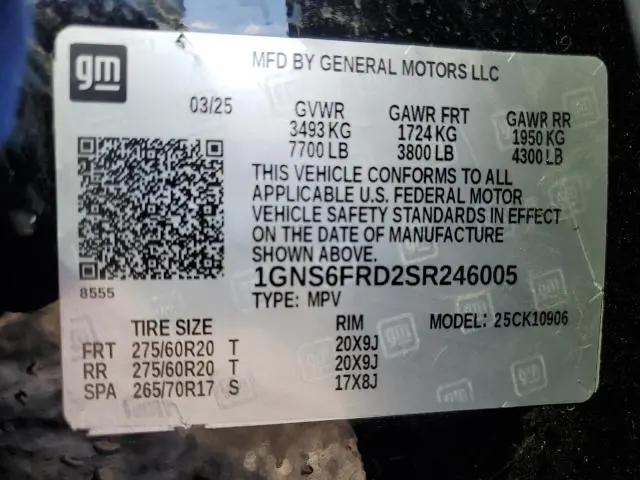 gm
MFD BY GENERAL MOTORS LLC
03/25 GVWR GAWR FRT GAWR RR
3493 KG 1724 KG 1950 KG
7700 LB 3800 LB 4300 LB
THIS VEHICLE CONFORMS TO ALL
APPLICABLE U.S. FEDERAL MOTOR
VEHICLE SAFETY STANDARDS IN EFFECT
ON THE DATE OF MANUFACTURE
SHOWN ABOVE.
8555
1GNS6FRD2SR246005
TYPE: MPV
TIRE SIZE RIM MODEL: 25CK10906
FRT 275/60R20 T 20X9J
RR 275/60R20 T 20X9J
SPA 265/70R17 S 17X8J